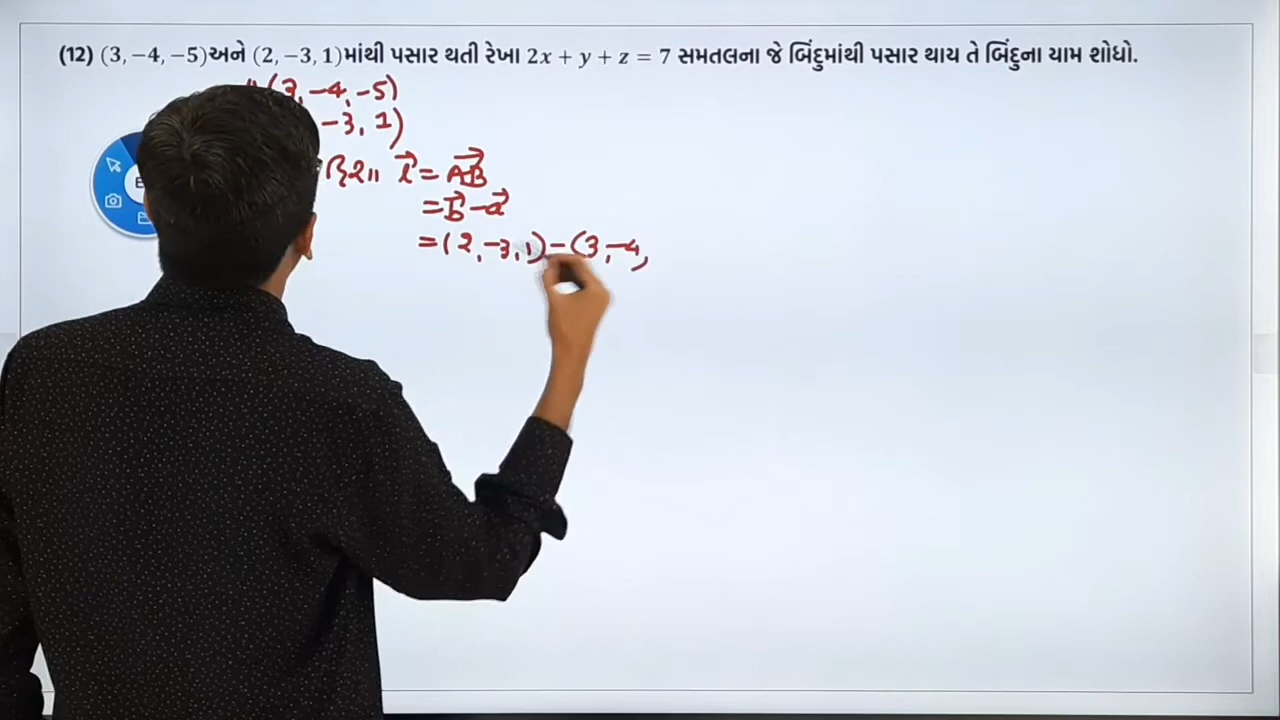 (12) (3, −4, −5)અને (2, −3, 1)માંથી પસાર થતી રેખા 2x + y + z = 7 સમતલના જે બિંદુમાંથી પસાર થાય તે બિંદુના યામ શોધો.
(3, −4, −5)
−3, 1)
l⃗ = A⃗B⃗
= b⃗ − a⃗
= (2, −3, 1) − (3, −4,